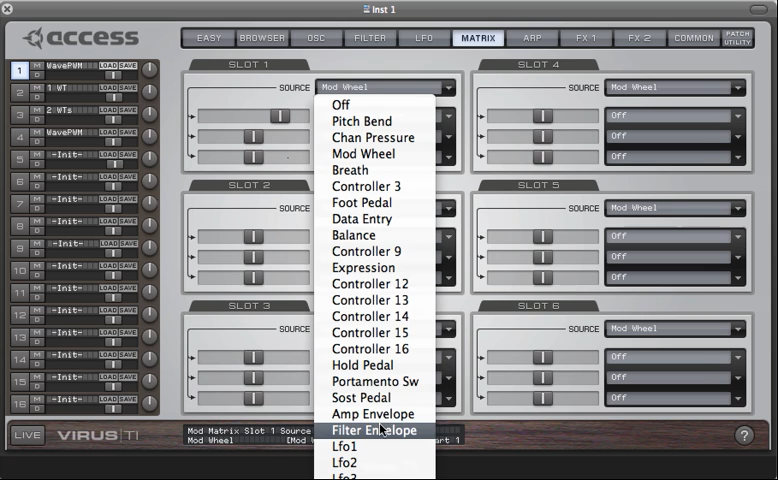 Inst 1
access
EASY BROWSER OSC FILTER LFO MATRIX ARP FX 1 FX 2 COMMON PATCH UTILITY
SLOT 1
SOURCE Mod Wheel
Off
Pitch Bend
Chan Pressure
Mod Wheel
Breath
Controller 3
Foot Pedal
Data Entry
Balance
Controller 9
Expression
Controller 12
Controller 13
Controller 14
Controller 15
Controller 16
Hold Pedal
Portamento Sw
Sost Pedal
Amp Envelope
Filter Envelope
Lfo1
Lfo2
Lfo3
SLOT 2
SLOT 3
SLOT 4
SOURCE Mod Wheel
Off
Off
Off
SLOT 5
SOURCE Mod Wheel
Off
Off
Off
SLOT 6
SOURCE Mod Wheel
Off
Off
Off
1 M D WavePWM LOAD SAVE
2 M D 1 WT LOAD SAVE
3 M D 2 WTs LOAD SAVE
4 M D WavePWM LOAD SAVE
5 M D -Init- LOAD SAVE
6 M D -Init- LOAD SAVE
7 M D -Init- LOAD SAVE
8 M D -Init- LOAD SAVE
9 M D -Init- LOAD SAVE
10 M D -Init- LOAD SAVE
11 M D -Init- LOAD SAVE
12 M D -Init- LOAD SAVE
13 M D -Init- LOAD SAVE
14 M D -Init- LOAD SAVE
15 M D -Init- LOAD SAVE
16 M D -Init- LOAD SAVE
LIVE VIRUS|TI
Mod Matrix Slot 1 Source
Mod Wheel [Mod W art 1
?